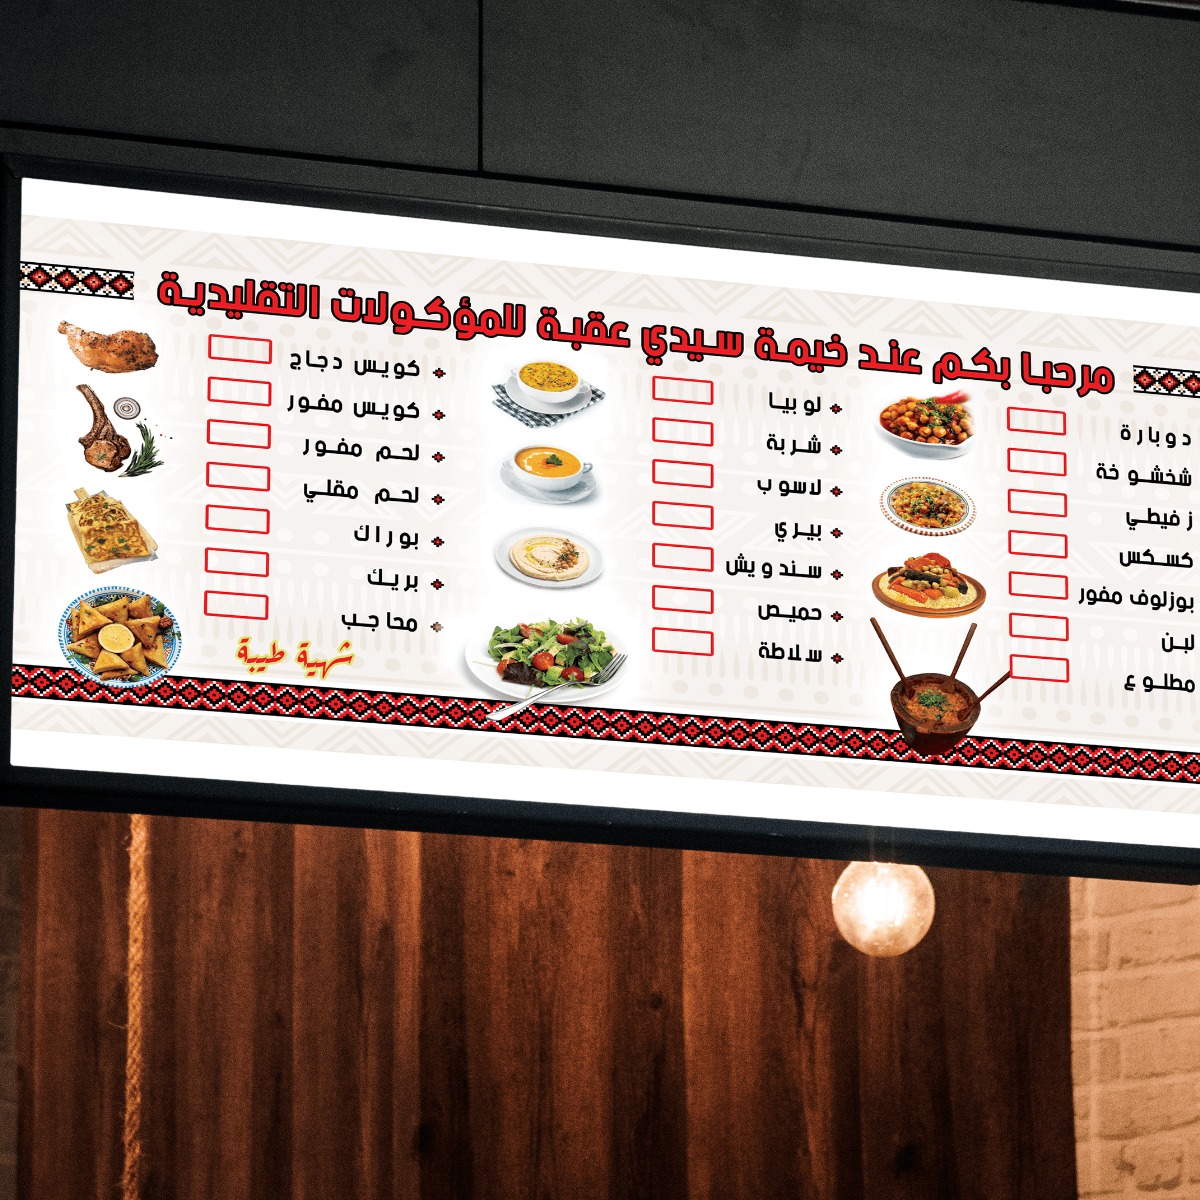 مرحبا بكم عند خيمة سيدي عقبة للمؤكولات التقليدية
دوبارة
شخشوخة
زفيطي
كسكس
بوزلوف مفور
لبن
مطلوع
لوبيا
شربة
لاسوب
بيري
سندويش
حميص
سلاطة
كويس دجاج
كويس مفور
لحم مفور
لحم مقلي
بوراك
بريك
محاجب
شهية طيبة